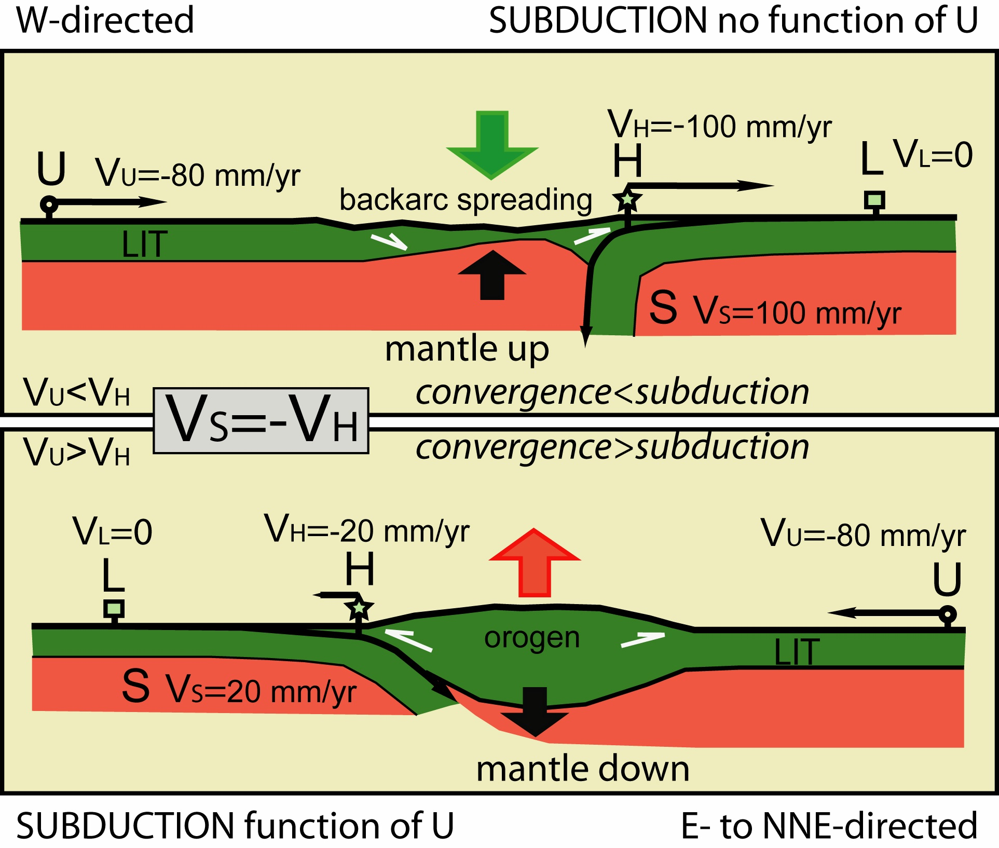 W-directed SUBDUCTION no function of U
VH=-100 mm/yr
U VU=-80 mm/yr H L VL=0
backarc spreading
LIT
S VS=100 mm/yr
mantle up
VU<VH convergence<subduction
VS=-VH
VU>VH convergence>subduction
VL=0 VH=-20 mm/yr VU=-80 mm/yr
L H U
orogen LIT
S VS=20 mm/yr
mantle down
SUBDUCTION function of U E- to NNE-directed